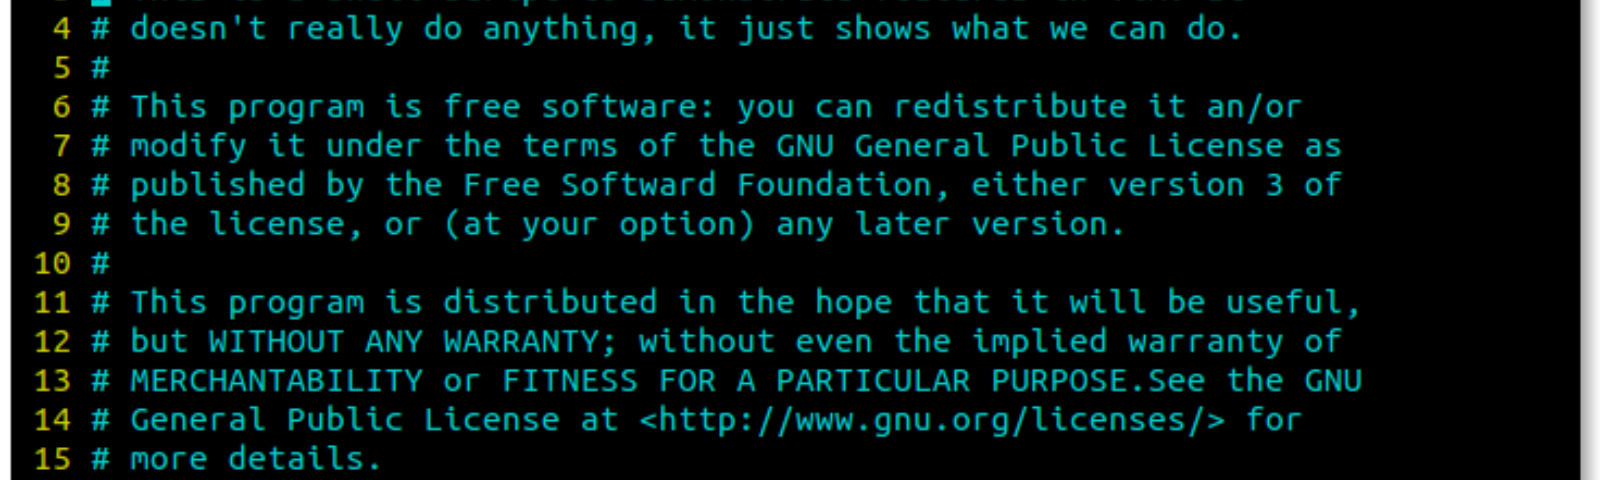 4 # doesn't really do anything, it just shows what we can do.
5 #
6 # This program is free software: you can redistribute it an/or
7 # modify it under the terms of the GNU General Public License as
8 # published by the Free Softward Foundation, either version 3 of
9 # the license, or (at your option) any later version.
10 #
11 # This program is distributed in the hope that it will be useful,
12 # but WITHOUT ANY WARRANTY; without even the implied warranty of
13 # MERCHANTABILITY or FITNESS FOR A PARTICULAR PURPOSE.See the GNU
14 # General Public License at <http://www.gnu.org/licenses/> for
15 # more details.